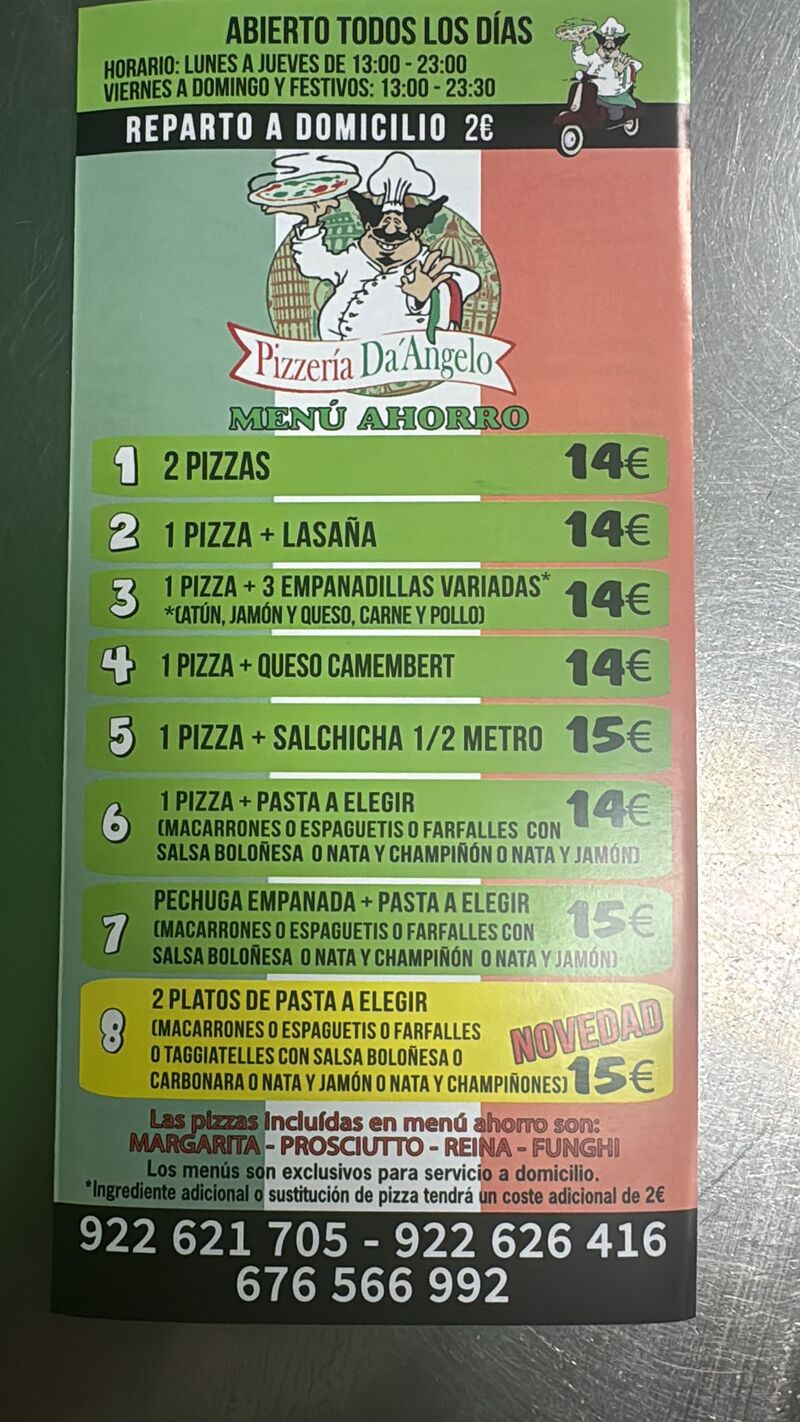 ABIERTO TODOS LOS DÍAS
HORARIO: LUNES A JUEVES DE 13:00 - 23:00
VIERNES A DOMINGO Y FESTIVOS: 13:00 - 23:30
REPARTO A DOMICILIO 2€
Pizzería Da´Angelo
MENÚ AHORRO
1 2 PIZZAS 14€
2 1 PIZZA + LASAÑA 14€
3 1 PIZZA + 3 EMPANADILLAS VARIADAS* 14€
*(ATÚN, JAMÓN Y QUESO, CARNE Y POLLO)
4 1 PIZZA + QUESO CAMEMBERT 14€
5 1 PIZZA + SALCHICHA 1/2 METRO 15€
6 1 PIZZA + PASTA A ELEGIR 14€
(MACARRONES O ESPAGUETIS O FARFALLES CON
SALSA BOLOÑESA O NATA Y CHAMPIÑÓN O NATA Y JAMÓN)
7 PECHUGA EMPANADA + PASTA A ELEGIR 15€
(MACARRONES O ESPAGUETIS O FARFALLES CON
SALSA BOLOÑESA O NATA Y CHAMPIÑÓN O NATA Y JAMÓN)
8 2 PLATOS DE PASTA A ELEGIR
(MACARRONES O ESPAGUETIS O FARFALLES NOVEDAD
O TAGGIATELLES CON SALSA BOLOÑESA O
CARBONARA O NATA Y JAMÓN O NATA Y CHAMPIÑONES) 15€
Las pizzas incluídas en menú ahorro son:
MARGARITA - PROSCIUTTO - REINA - FUNGHI
Los menús son exclusivos para servicio a domicilio.
*Ingrediente adicional o sustitución de pizza tendrá un coste adicional de 2€
922 621 705 - 922 626 416
676 566 992